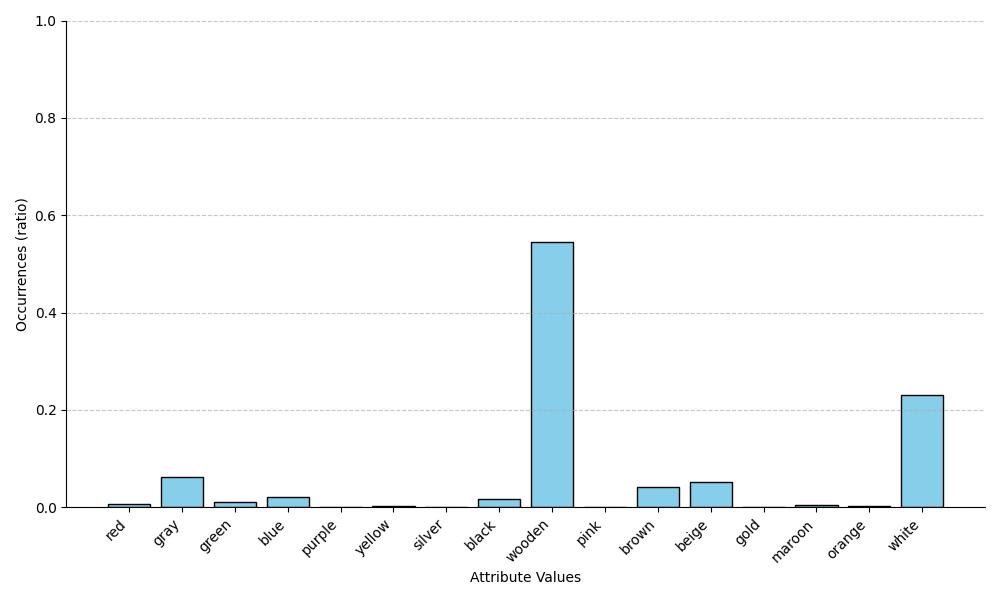 1.0
0.8
0.6
0.4
0.2
0.0
Occurrences (ratio)
red
gray
green
blue
purple
yellow
silver
black
wooden
pink
brown
beige
gold
maroon
orange
white
Attribute Values